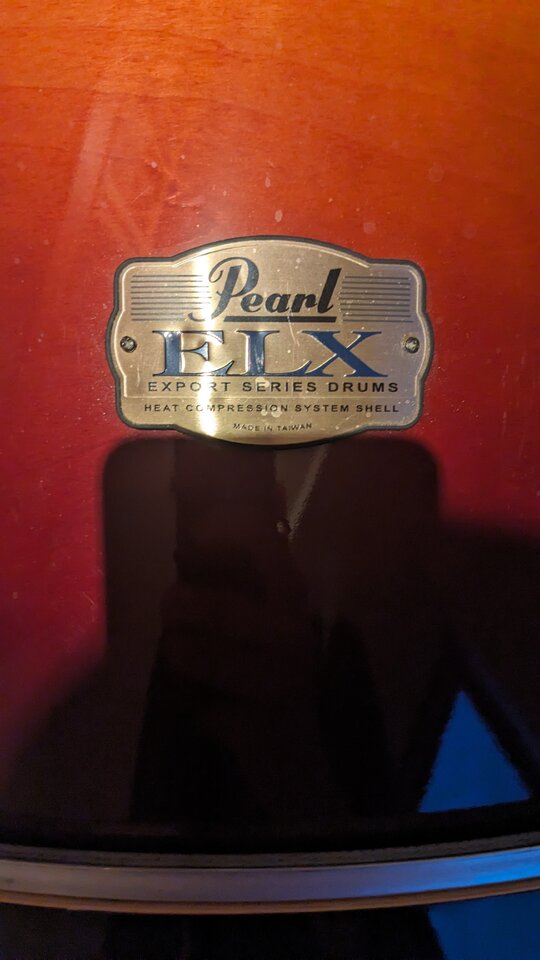 Pearl
ELX
EXPORT SERIES DRUMS
HEAT COMPRESSION SYSTEM SHELL
MADE IN TAIWAN